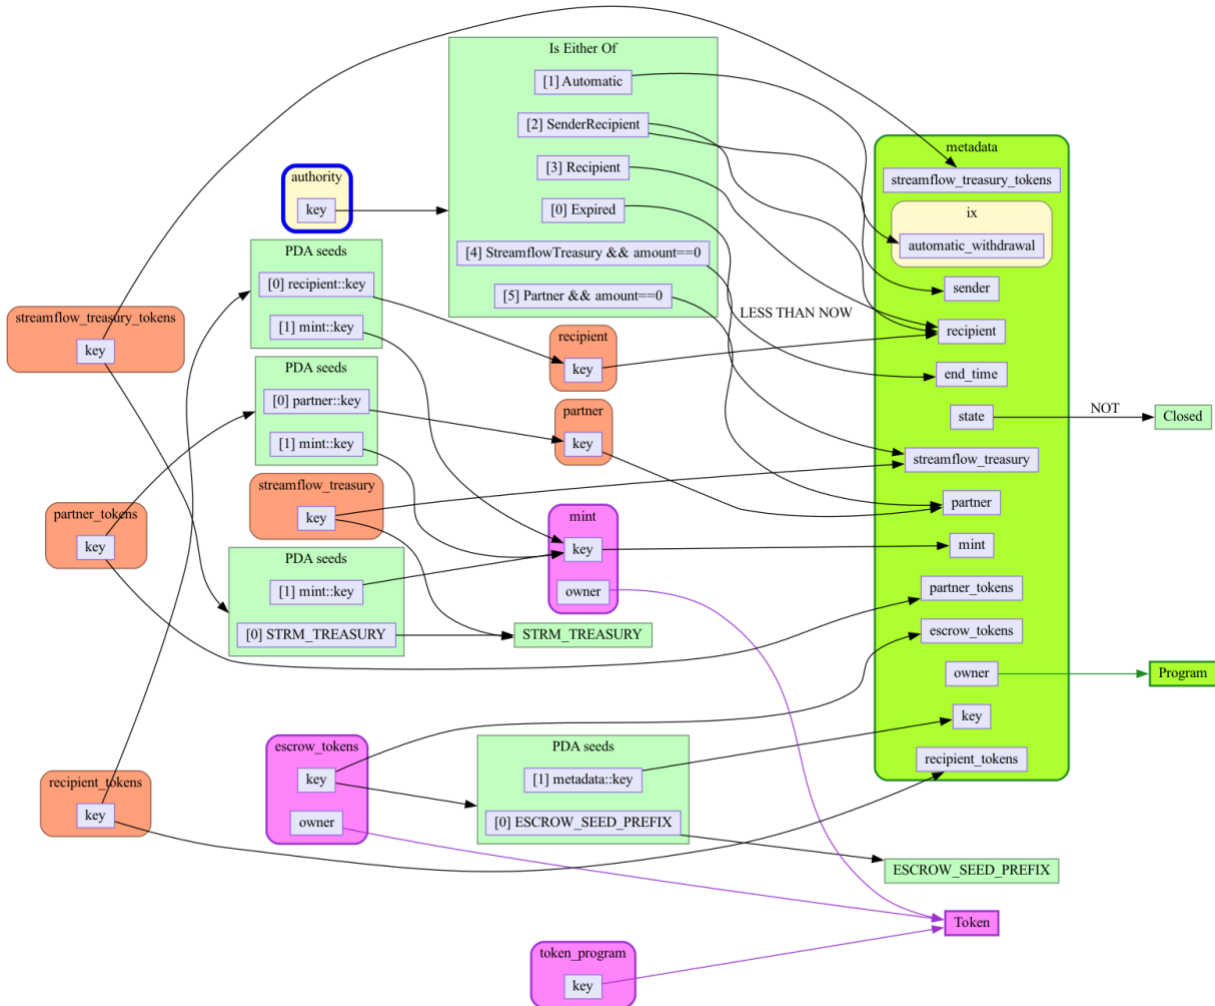 Is Either Of
[1] Automatic
[2] SenderRecipient
[3] Recipient
[0] Expired
[4] StreamflowTreasury && amount==0
[5] Partner && amount==0
authority
key
PDA seeds
[0] recipient::key
[1] mint::key
PDA seeds
[0] partner::key
[1] mint::key
streamflow_treasury
key
PDA seeds
[1] mint::key
[0] STRM_TREASURY
streamflow_treasury_tokens
key
partner_tokens
key
recipient_tokens
key
recipient
key
partner
key
mint
key
owner
STRM_TREASURY
LESS THAN NOW
escrow_tokens
key
owner
PDA seeds
[1] metadata::key
[0] ESCROW_SEED_PREFIX
token_program
key
metadata
streamflow_treasury_tokens
ix
automatic_withdrawal
sender
recipient
end_time
state
streamflow_treasury
partner
mint
partner_tokens
escrow_tokens
owner
key
recipient_tokens
NOT
Closed
Program
ESCROW_SEED_PREFIX
Token